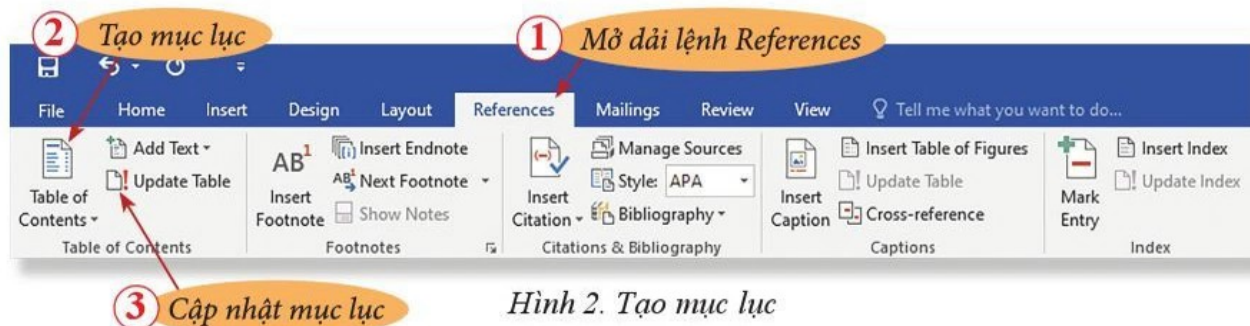 2 Tạo mục lục
1 Mở dải lệnh References
File Home Insert Design Layout References Mailings Review View Tell me what you want to do...
Add Text Insert Endnote Manage Sources Insert Table of Figures Insert Index
AB1 Update Table Next Footnote Style: APA Update Table Update Index
Table of Contents Insert Footnote Show Notes Insert Citation Bibliography Insert Caption Cross-reference Mark Entry
Table of Contents Footnotes Citations & Bibliography Captions Index
3 Cập nhật mục lục
Hình 2. Tạo mục lục